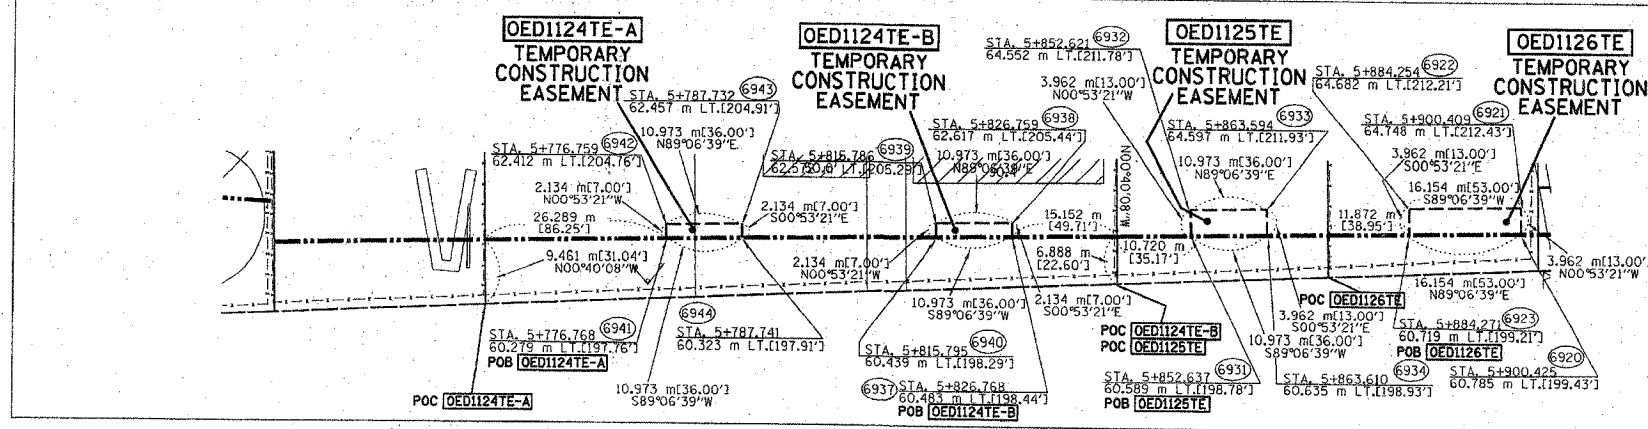 OED1124TE-A
TEMPORARY
CONSTRUCTION
EASEMENT
STA. 5+787.732 6943
62.457 m LT.[204.91']
10.973 m[36.00']
N89°06'39"E
STA. 5+776.759 6942
62.412 m LT.[204.76']
2.134 m[7.00']
N00°53'21"W
26.289 m
[86.25']
9.461 m[31.04']
N00°40'08"W
2.134 m[7.00']
S00°53'21"E
STA. 5+776.768 6941
60.279 m LT.[197.76']
POB OED1124TE-A
6944
STA. 5+787.741
60.323 m LT.[197.91']
10.973 m[36.00']
S89°06'39"W
POC OED1124TE-A
OED1124TE-B
TEMPORARY
CONSTRUCTION
EASEMENT
STA. 5+826.759 6938
62.617 m LT.[205.44']
10.973 m[36.00']
N89°06'39"E
STA. 5+815.786 6939
LT.[205.29']
2.134 m[7.00']
N00°53'21"W
15.152 m
[49.71']
6.888 m
[22.60']
N00°40'08"W
10.973 m[36.00']
S89°06'39"W
2.134 m[7.00']
S00°53'21"E
STA. 5+815.795 6940
60.439 m LT.[198.29']
6937 STA. 5+826.768
60.483 m LT.[198.44']
POB OED1124TE-B
POC OED1124TE-B
POC OED1125TE
OED1125TE
TEMPORARY
CONSTRUCTION
EASEMENT
STA. 5+852.621 6932
64.552 m LT.[211.78']
3.962 m[13.00']
N00°53'21"W
STA. 5+863.594 6933
64.597 m LT.[211.93']
10.973 m[36.00']
N89°06'39"E
10.720 m
[35.17']
3.962 m[13.00']
S00°53'21"E
10.973 m[36.00']
S89°06'39"W
STA. 5+852.637 6931
60.589 m LT.[198.78']
POB OED1125TE
STA. 5+863.610 6934
60.635 m LT.[198.93']
POC OED1126TE
OED1126TE
TEMPORARY
CONSTRUCTION
EASEMENT
STA. 5+884.254 6922
64.682 m LT.[212.21']
STA. 5+900.409 6921
64.748 m LT.[212.43']
3.962 m[13.00']
S00°53'21"E
16.154 m[53.00']
S89°06'39"W
11.872 m
[38.95']
3.962 m[13.00']
N00°53'21"W
16.154 m[53.00']
N89°06'39"E
STA. 5+884.271 6923
60.719 m LT.[199.21']
POB OED1126TE
6920
STA. 5+900.425
60.785 m LT.[199.43']